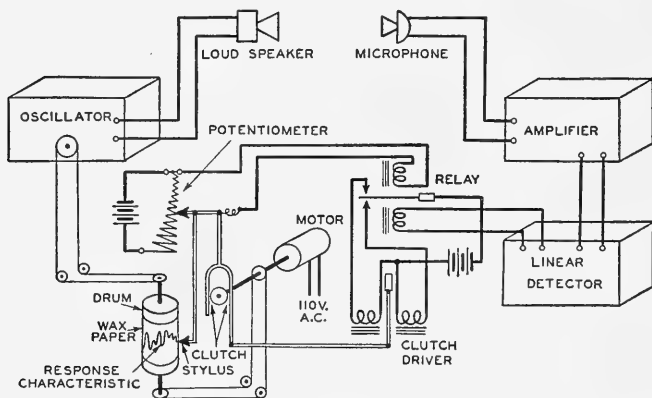 LOUD SPEAKER
MICROPHONE
OSCILLATOR
POTENTIOMETER
AMPLIFIER
RELAY
MOTOR
LINEAR
DETECTOR
110V.
A.C.
DRUM
WAX
PAPER
CLUTCH
STYLUS
CLUTCH
DRIVER
RESPONSE
CHARACTERISTIC